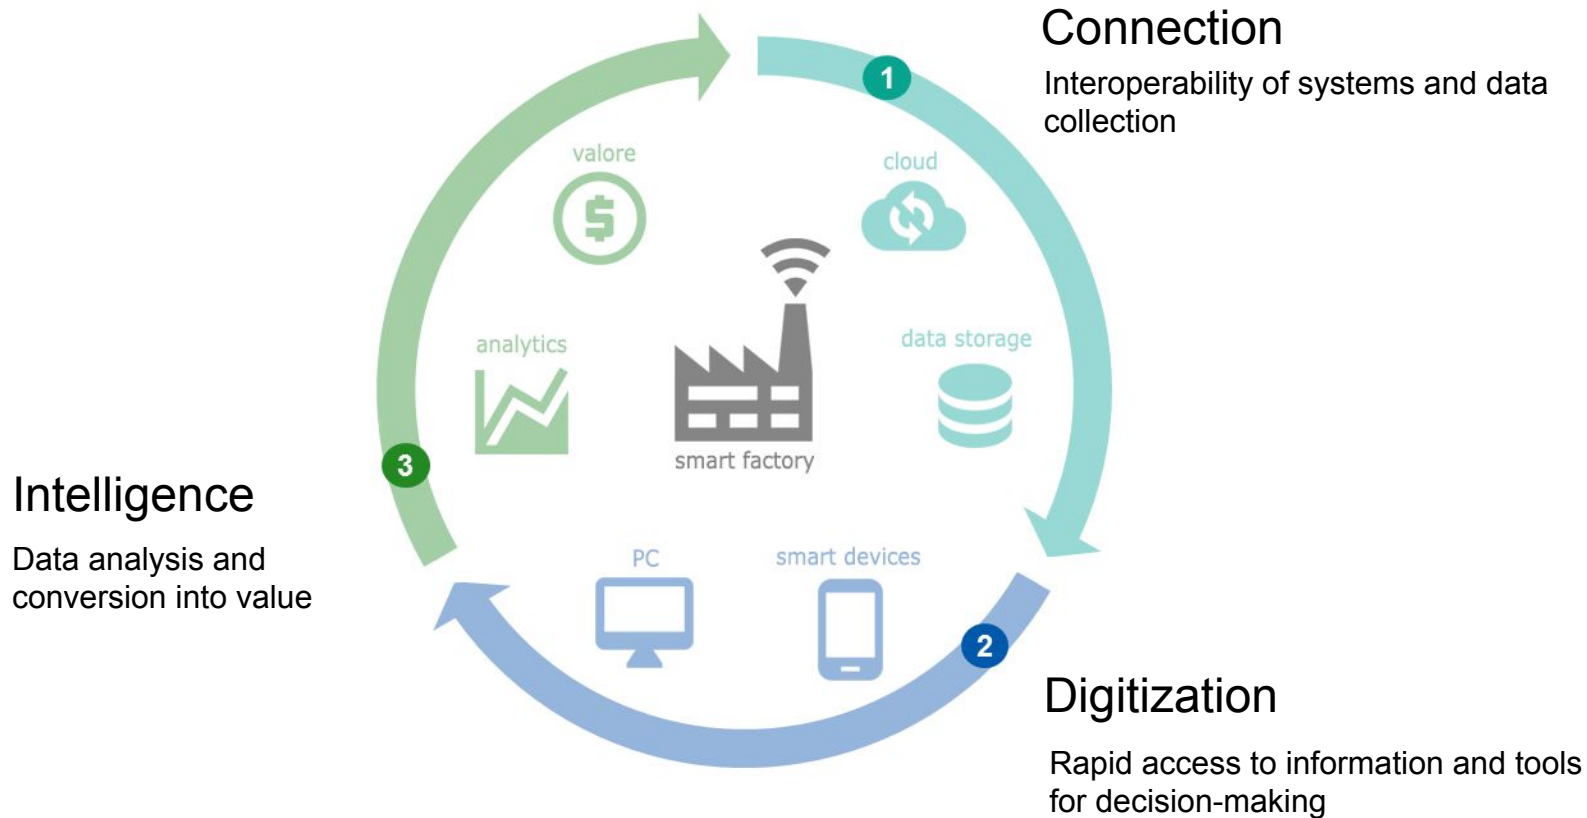 Connection
Interoperability of systems and data
collection
1
valore
cloud
analytics
data storage
smart factory
3
Intelligence
Data analysis and
conversion into value
PC
smart devices
2
Digitization
Rapid access to information and tools
for decision-making